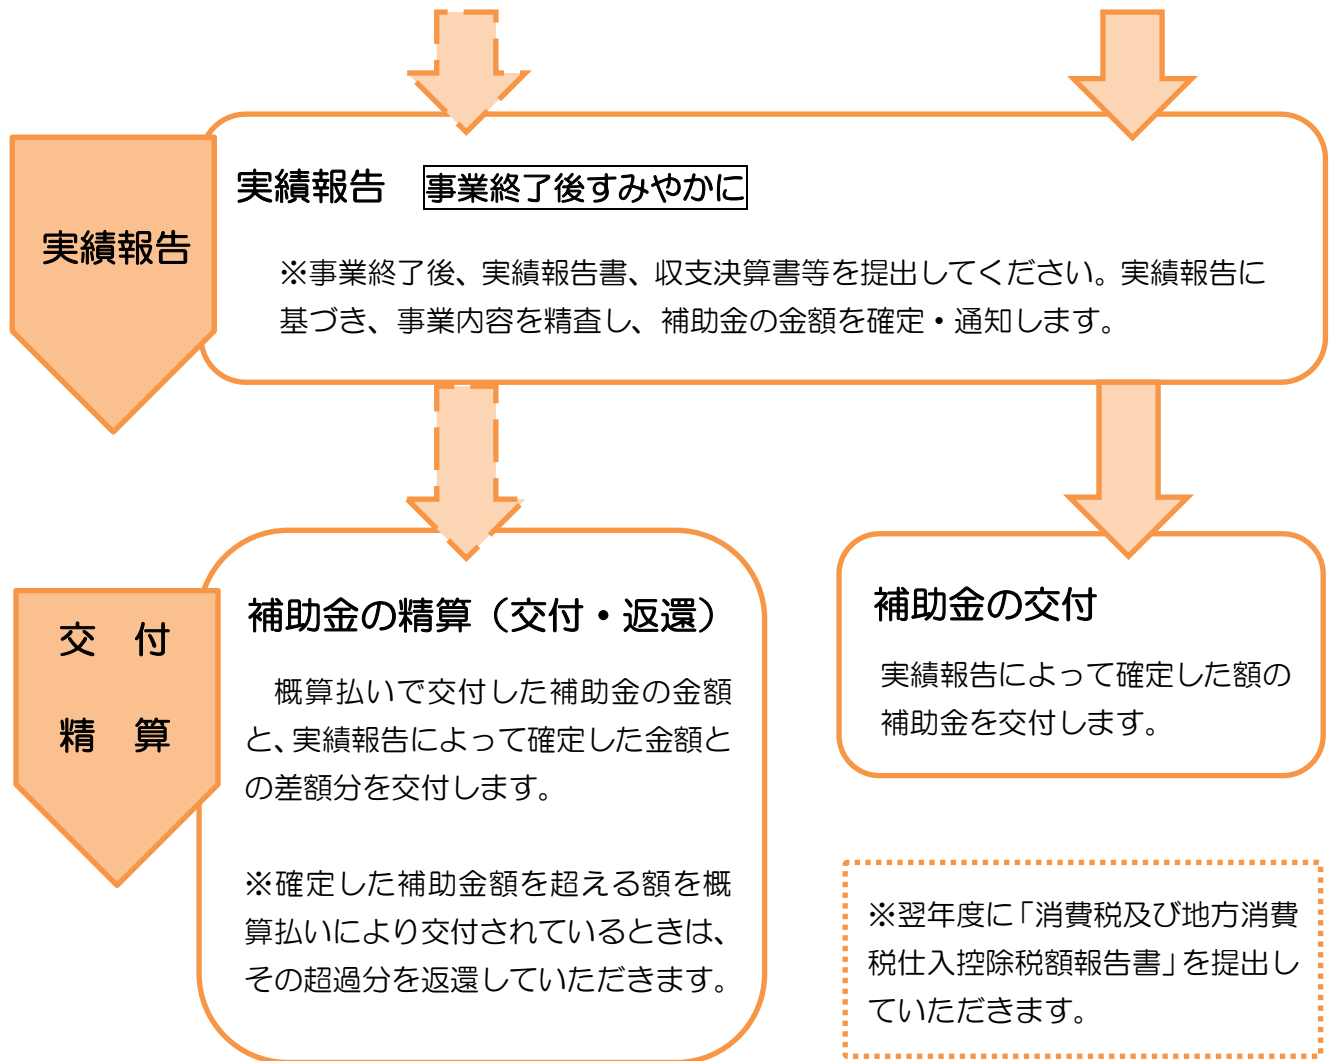 実績報告
実績報告 事業終了後すみやかに
※事業終了後、実績報告書、収支決算書等を提出してください。実績報告に
基づき、事業内容を精査し、補助金の金額を確定・通知します。
交 付
精 算
補助金の精算（交付・返還）
概算払いで交付した補助金の金額
と、実績報告によって確定した金額と
の差額分を交付します。
※確定した補助金額を超える額を概
算払いにより交付されているときは、
その超過分を返還していただきます。
補助金の交付
実績報告によって確定した額の
補助金を交付します。
※翌年度に「消費税及び地方消費
税仕入控除税額報告書」を提出し
ていただきます。